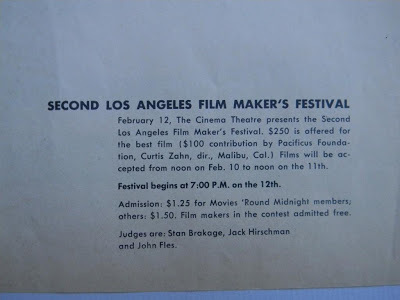 SECOND LOS ANGELES FILM MAKER'S FESTIVAL
February 12, The Cinema Theatre presents the Second
Los Angeles Film Maker's Festival. $250 is offered for
the best film ($100 contribution by Pacificus Founda-
tion, Curtis Zahn, dir., Malibu, Cal.) Films will be ac-
cepted from noon on Feb. 10 to noon on the 11th.
Festival begins at 7:00 P.M. on the 12th.
Admission: $1.25 for Movies 'Round Midnight members;
others: $1.50. Film makers in the contest admitted free.
Judges are: Stan Brakage, Jack Hirschman
and John Fles.